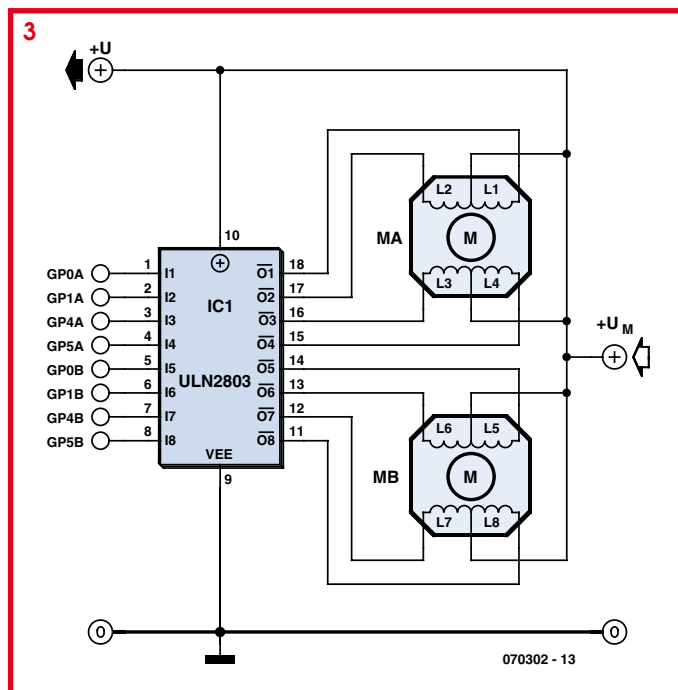 3
+U
L2 L1
MA M
L3 L4
10
GP0A 1 I1 O1 18
GP1A 2 I2 IC1 O2 17
GP4A 3 I3 O3 16
GP5A 4 I4 O4 15
GP0B 5 I5 ULN2803 O5 14
GP1B 6 I6 O6 13
GP4B 7 I7 O7 12
GP5B 8 I8 O8 11
VEE
9
+U M
L6 L5
MB M
L7 L8
0 0
070302 - 13